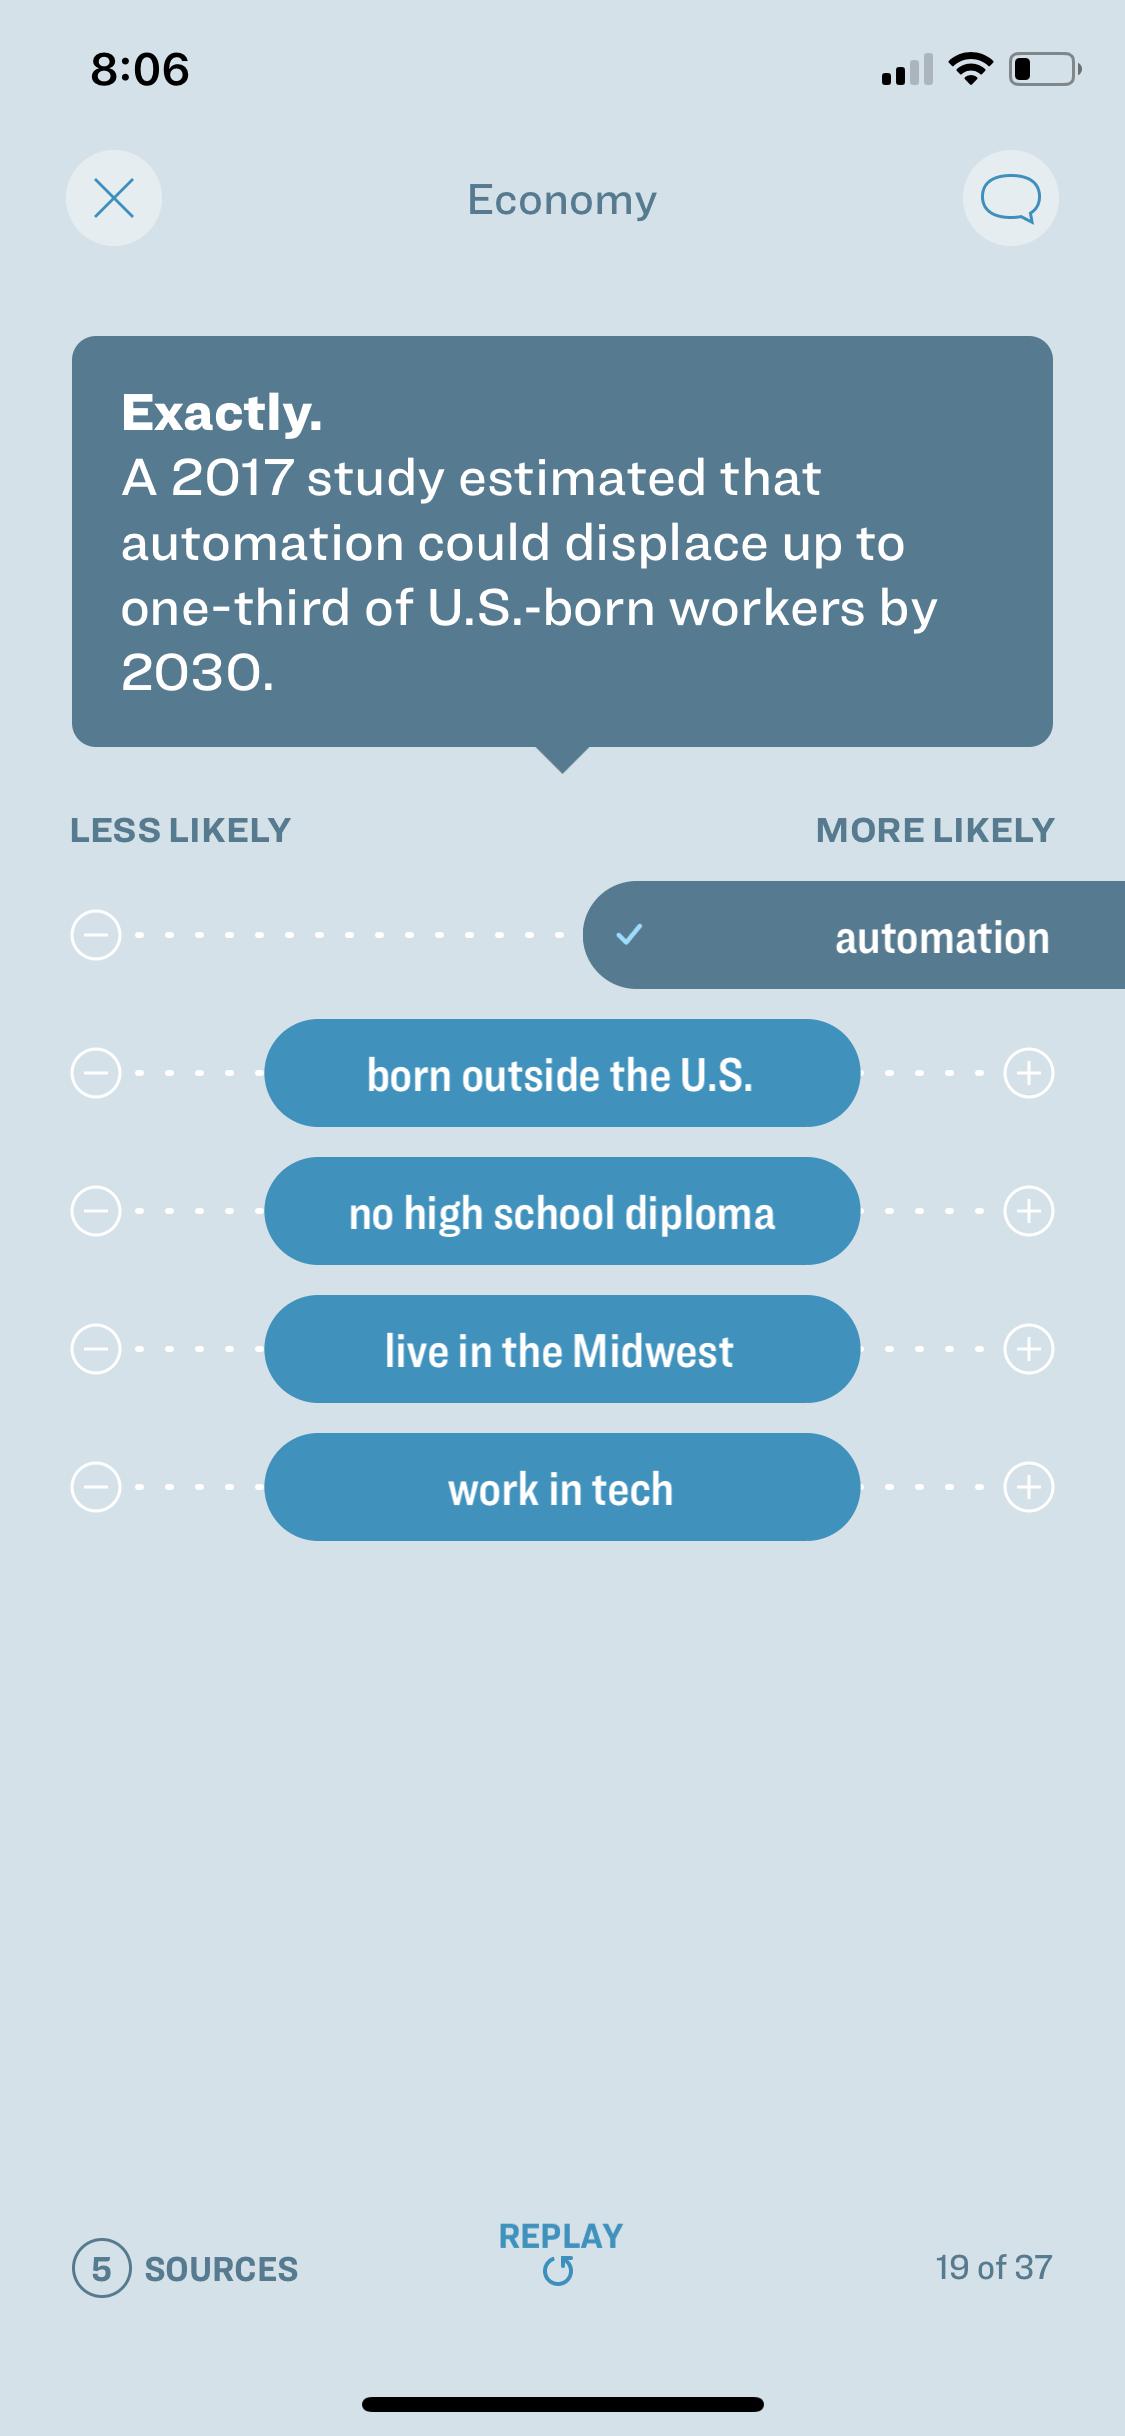 8:06
Economy
Exactly.
A 2017 study estimated that
automation could displace up to
one-third of U.S.-born workers by
2030.
LESS LIKELY
MORE LIKELY
automation
born outside the U.S.
no high school diploma
live in the Midwest
work in tech
REPLAY
5 SOURCES
19 of 37